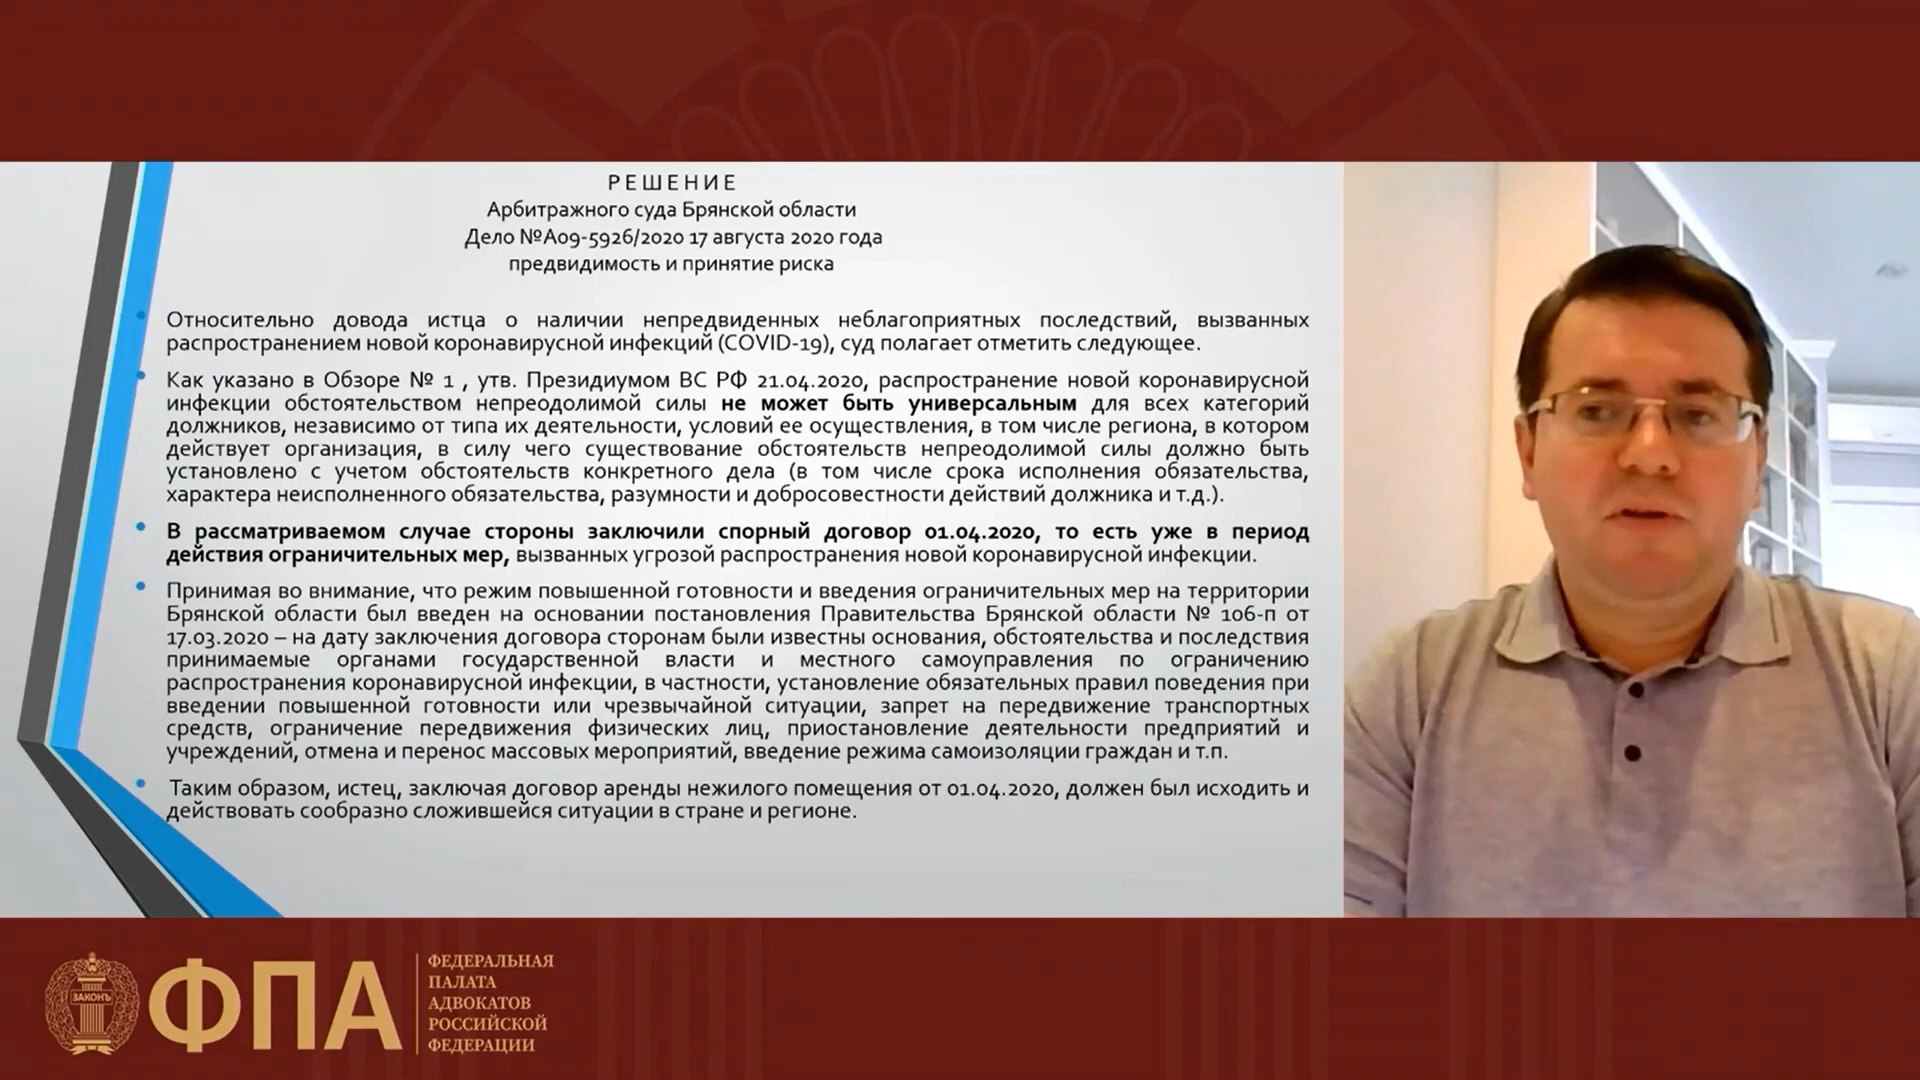 РЕШЕНИЕ
Арбитражного суда Брянской области
Дело №А09-5926/2020 17 августа 2020 года
предвидимость и принятие риска
• Относительно довода истца о наличии непредвиденных неблагоприятных последствий, вызванных
распространением новой коронавирусной инфекций (COVID-19), суд полагает отметить следующее.
• Как указано в Обзоре № 1 , утв. Президиумом ВС РФ 21.04.2020, распространение новой коронавирусной
инфекции обстоятельством непреодолимой силы не может быть универсальным для всех категорий
должников, независимо от типа их деятельности, условий ее осуществления, в том числе региона, в котором
действует организация, в силу чего существование обстоятельств непреодолимой силы должно быть
установлено с учетом обстоятельств конкретного дела (в том числе срока исполнения обязательства,
характера неисполненного обязательства, разумности и добросовестности действий должника и т.д.).
• В рассматриваемом случае стороны заключили спорный договор 01.04.2020, то есть уже в период
действия ограничительных мер, вызванных угрозой распространения новой коронавирусной инфекции.
• Принимая во внимание, что режим повышенной готовности и введения ограничительных мер на территории
Брянской области был введен на основании постановления Правительства Брянской области № 106-п от
17.03.2020 – на дату заключения договора сторонам были известны основания, обстоятельства и последствия
принимаемые органами государственной власти и местного самоуправления по ограничению
распространения коронавирусной инфекции, в частности, установление обязательных правил поведения при
введении повышенной готовности или чрезвычайной ситуации, запрет на передвижение транспортных
средств, ограничение передвижения физических лиц, приостановление деятельности предприятий и
учреждений, отмена и перенос массовых мероприятий, введение режима самоизоляции граждан и т.п.
• Таким образом, истец, заключая договор аренды нежилого помещения от 01.04.2020, должен был исходить и
действовать сообразно сложившейся ситуации в стране и регионе.
ЗАКОНЪ
ФПА
ФЕДЕРАЛЬНАЯ
ПАЛАТА
АДВОКАТОВ
РОССИЙСКОЙ
ФЕДЕРАЦИИ